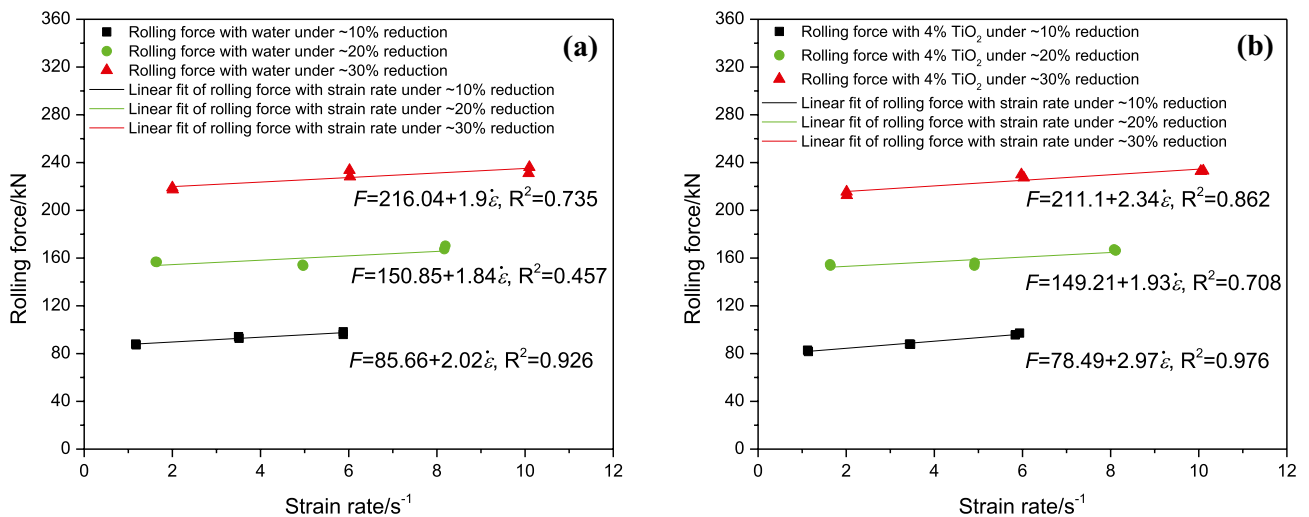 360
320
280
240
200
160
120
80
40
0
Rolling force/kN
Rolling force with water under ~10% reduction
Rolling force with water under ~20% reduction
Rolling force with water under ~30% reduction
Linear fit of rolling force with strain rate under ~10% reduction
Linear fit of rolling force with strain rate under ~20% reduction
Linear fit of rolling force with strain rate under ~30% reduction
(a)
F=216.04+1.9ε̇, R²=0.735
F=150.85+1.84ε̇, R²=0.457
F=85.66+2.02ε̇, R²=0.926
0 2 4 6 8 10 12
Strain rate/s⁻¹
360
320
280
240
200
160
120
80
40
0
Rolling force/kN
Rolling force with 4% TiO₂ under ~10% reduction
Rolling force with 4% TiO₂ under ~20% reduction
Rolling force with 4% TiO₂ under ~30% reduction
Linear fit of rolling force with strain rate under ~10% reduction
Linear fit of rolling force with strain rate under ~20% reduction
Linear fit of rolling force with strain rate under ~30% reduction
(b)
F=211.1+2.34ε̇, R²=0.862
F=149.21+1.93ε̇, R²=0.708
F=78.49+2.97ε̇, R²=0.976
0 2 4 6 8 10 12
Strain rate/s⁻¹